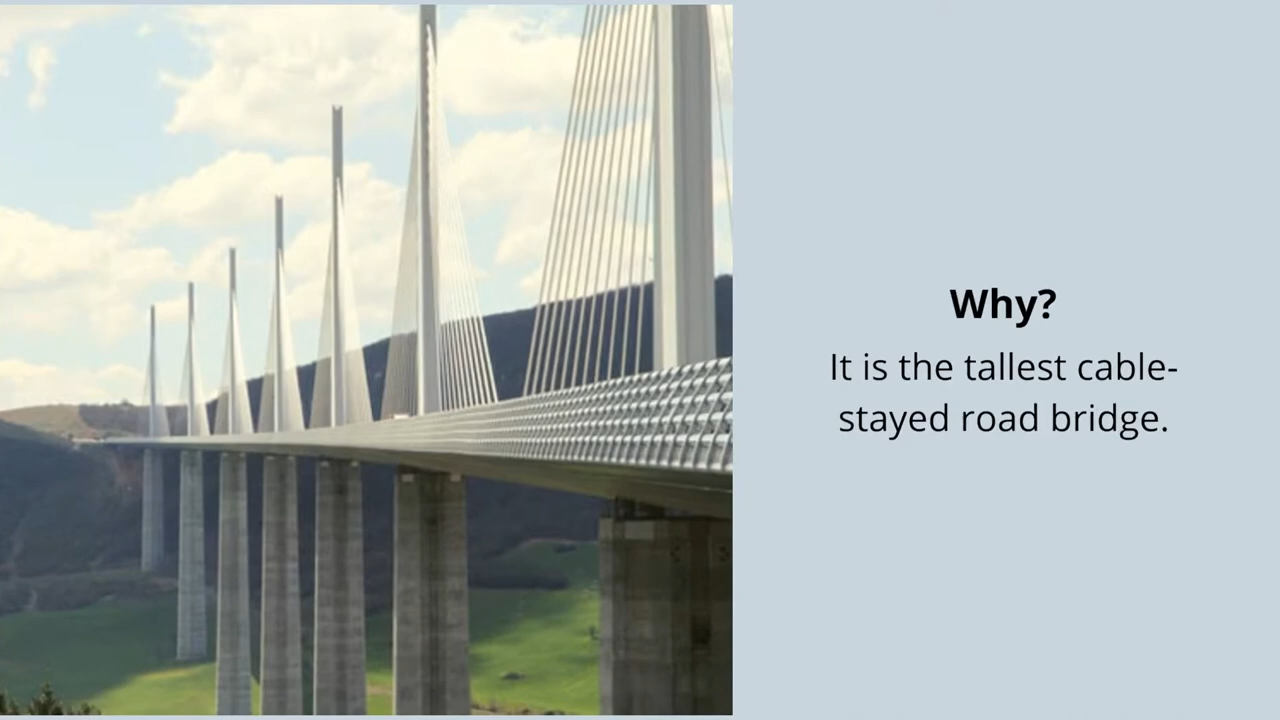 Why?
It is the tallest cable-
stayed road bridge.